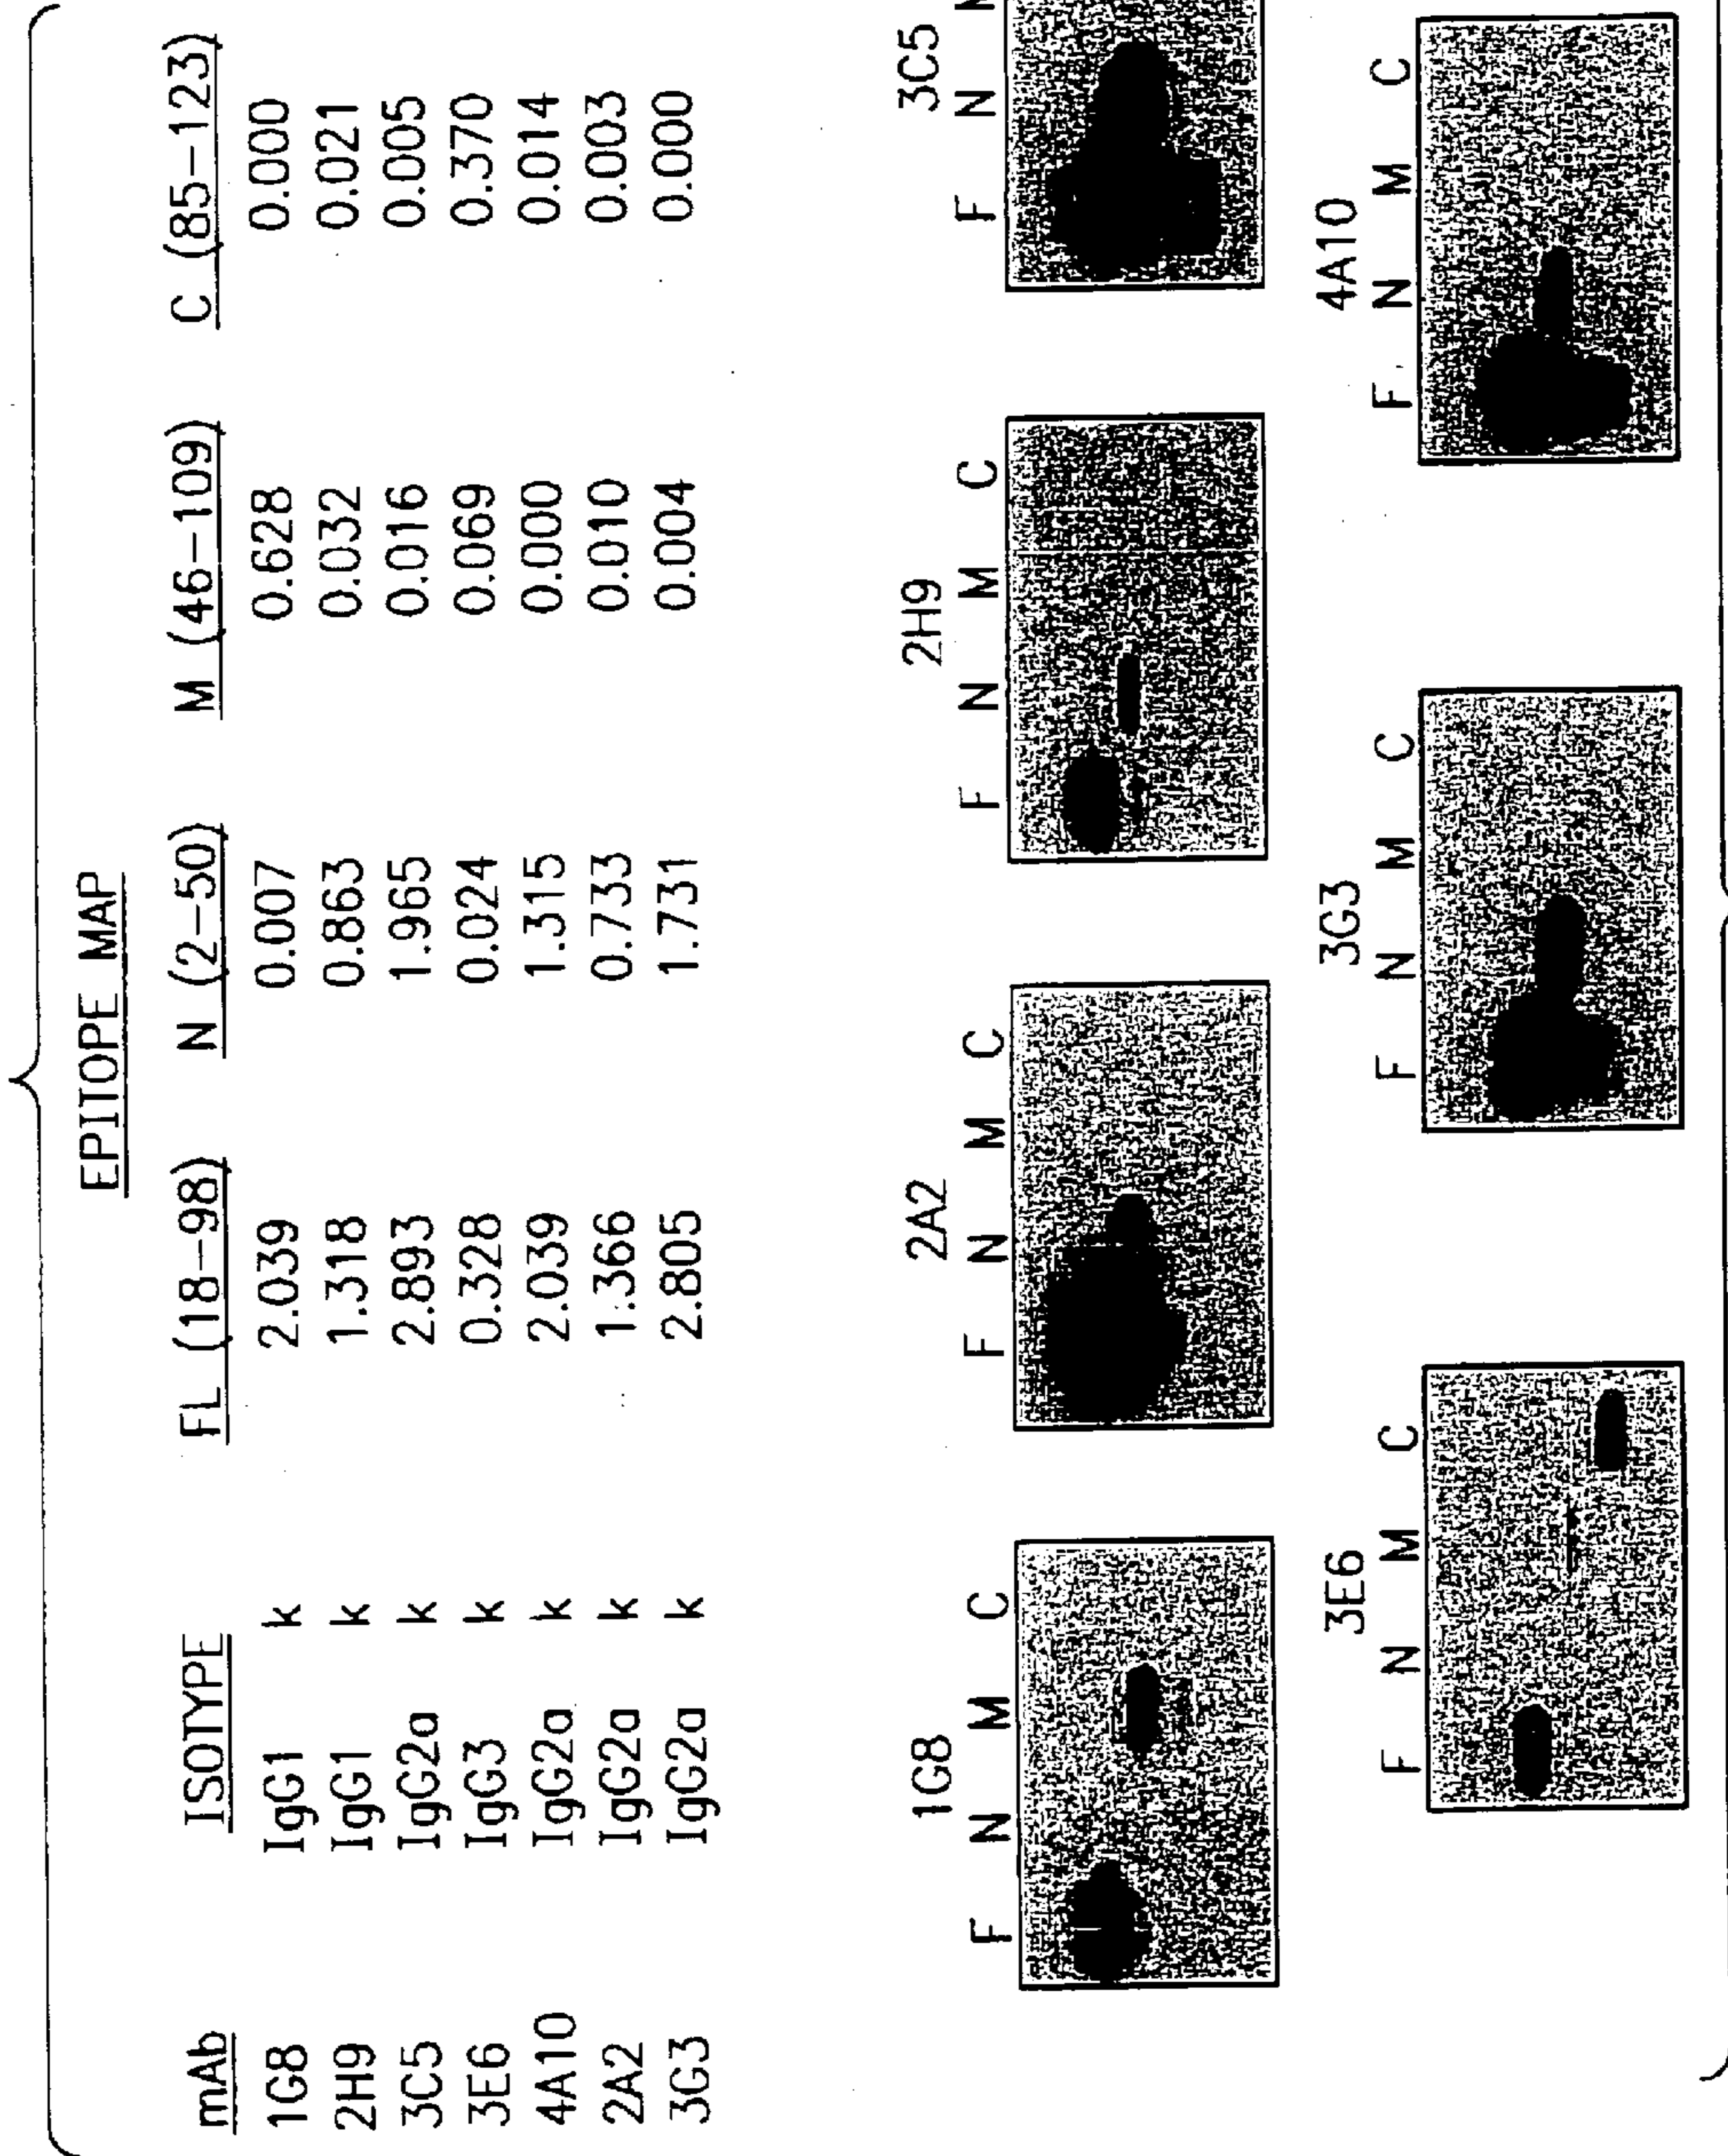 EPITOPE MAP
mAb ISOTYPE FL (18-98) N (2-50) M (46-109) C (85-123)
1G8 IgG1 k 2.039 0.007 0.628 0.000
2H9 IgG1 k 1.318 0.863 0.032 0.021
3C5 IgG2a k 2.893 1.965 0.016 0.005
3E6 IgG3 k 0.328 0.024 0.069 0.370
4A10 IgG2a k 2.039 1.315 0.000 0.014
2A2 IgG2a k 1.366 0.733 0.010 0.003
3G3 IgG2a k 2.805 1.731 0.004 0.000
1G8 2A2 2H9 3C5
F N M C F N M C F N M C F N
3E6 3G3 4A10
F N M C F N M C F N M C